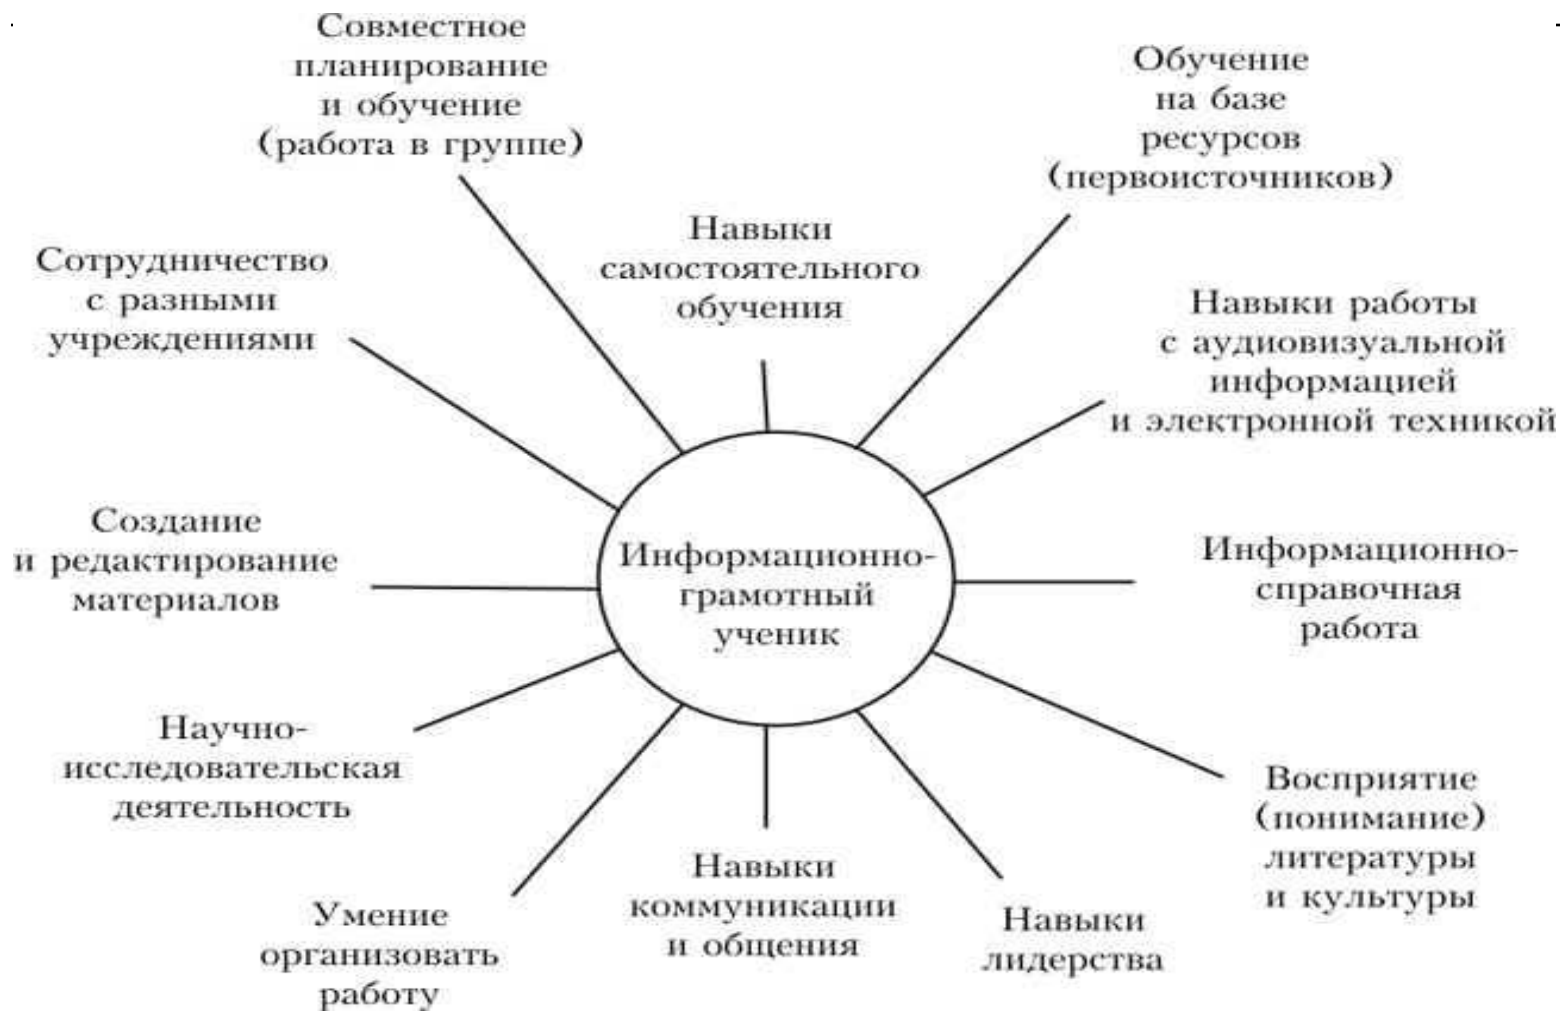 Совместное
планирование
и обучение
(работа в группе)
Обучение
на базе
ресурсов
(первоисточников)
Навыки
самостоятельного
обучения
Сотрудничество
с разными
учреждениями
Навыки работы
с аудиовизуальной
информацией
и электронной техникой
Создание
и редактирование
материалов
Информационно-
грамотный
ученик
Информационно-
справочная
работа
Научно-
исследовательская
деятельность
Восприятие
(понимание)
литературы
и культуры
Умение
организовать
работу
Навыки
коммуникации
и общения
Навыки
лидерства